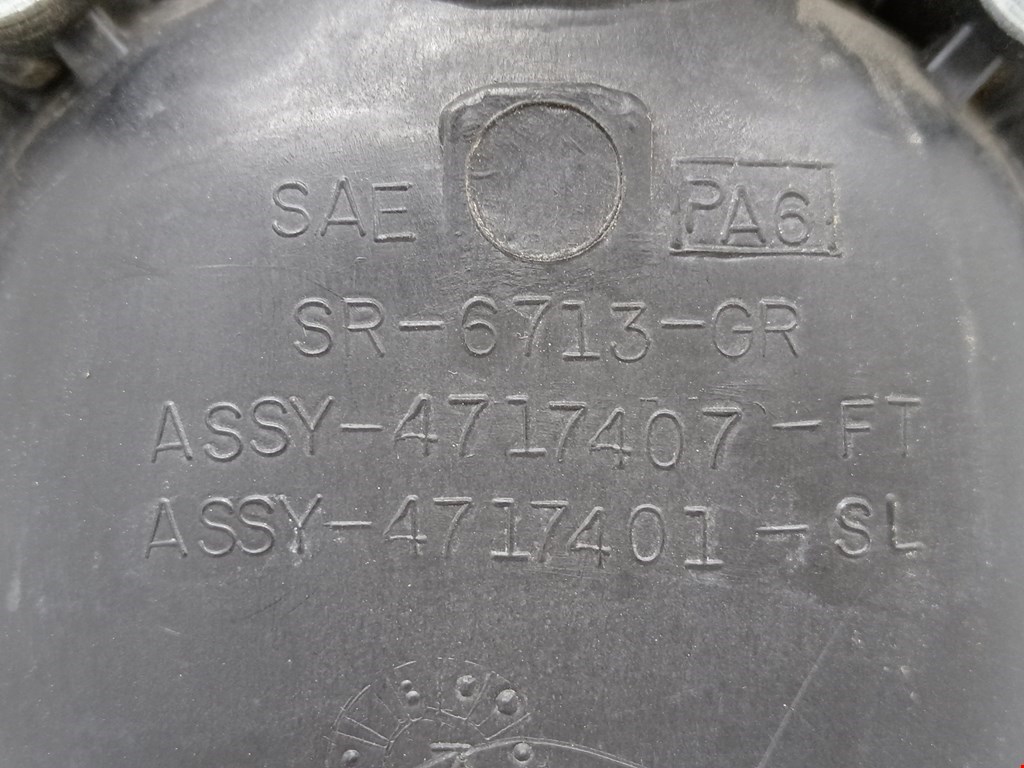 SAE PA6
SR-6713-GR
ASSY-4717407-FT
ASSY-4717401-SL